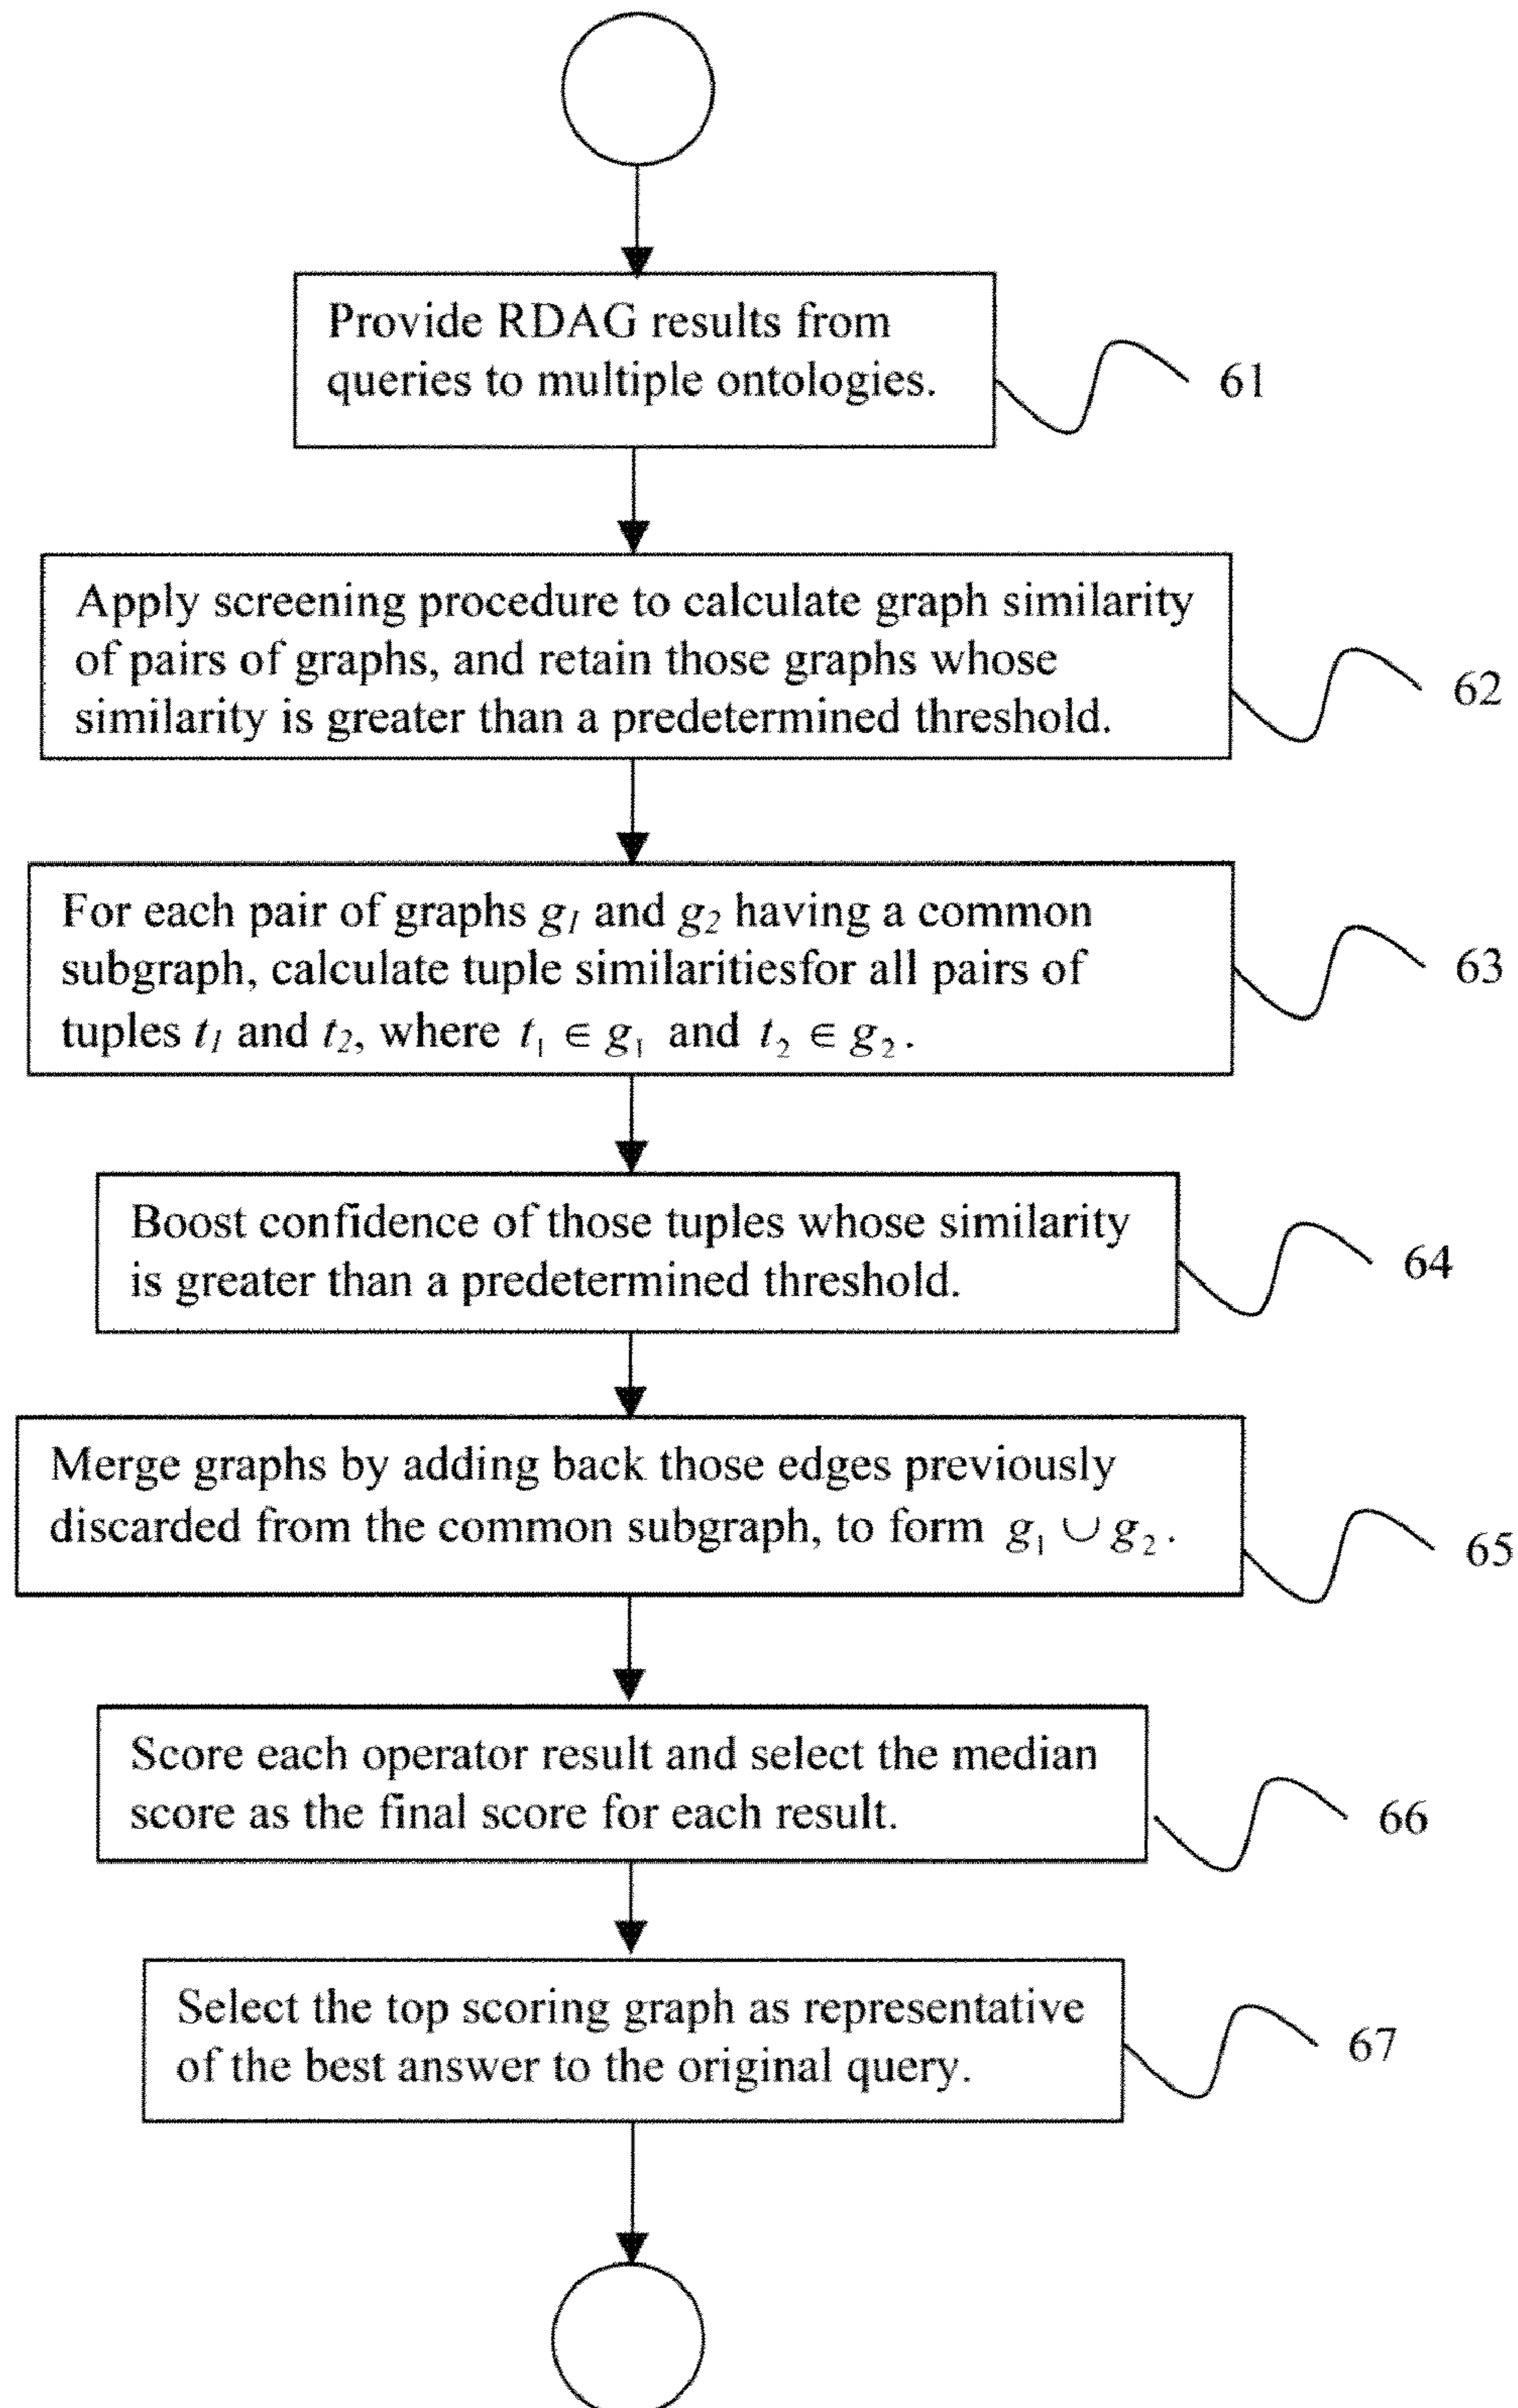 Provide RDAG results from
queries to multiple ontologies.
61
Apply screening procedure to calculate graph similarity
of pairs of graphs, and retain those graphs whose
similarity is greater than a predetermined threshold.
62
For each pair of graphs g1 and g2 having a common
subgraph, calculate tuple similaritiesfor all pairs of
tuples t1 and t2, where t₁ ∈ g₁ and t₂ ∈ g₂.
63
Boost confidence of those tuples whose similarity
is greater than a predetermined threshold.
64
Merge graphs by adding back those edges previously
discarded from the common subgraph, to form g₁ ∪ g₂.
65
Score each operator result and select the median
score as the final score for each result.
66
Select the top scoring graph as representative
of the best answer to the original query.
67